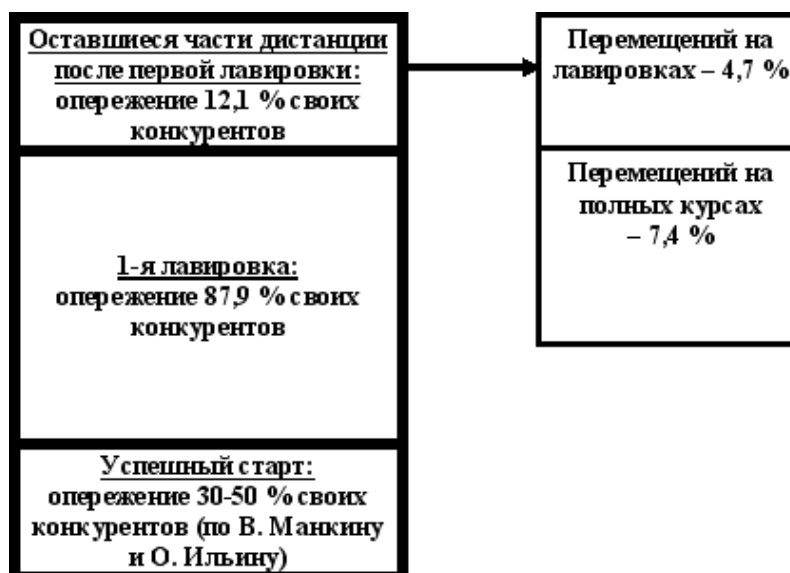 Оставшиеся части дистанции
после первой лавировки:
опережение 12,1 % своих
конкурентов
Перемещений на
лавировках – 4,7 %
Перемещений на
полных курсах
– 7,4 %
1-я лавировка:
опережение 87,9 % своих
конкурентов
Успешный старт:
опережение 30-50 % своих
конкурентов (по В. Манкину
и О. Ильину)